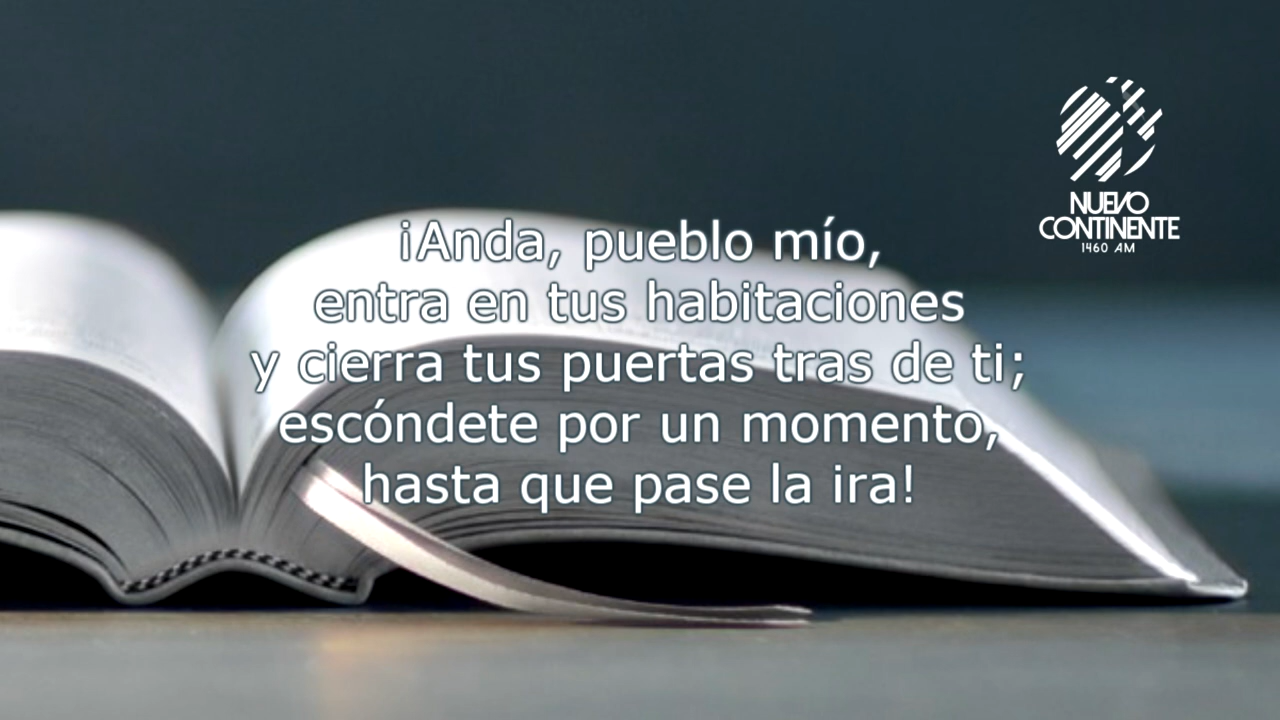 ¡Anda, pueblo mío,
entra en tus habitaciones
y cierra tus puertas tras de ti;
escóndete por un momento,
hasta que pase la ira!
NUEVO
CONTINENTE
1460 AM